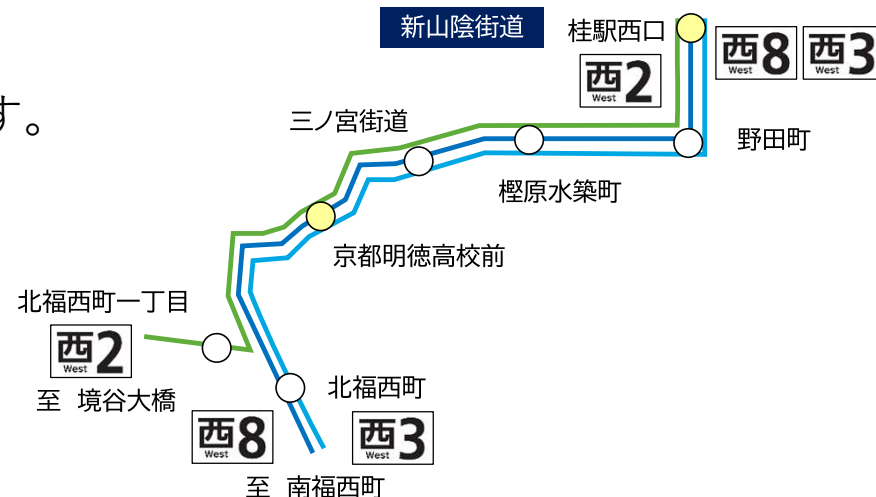 新山陰街道
桂駅西口
西8
West
西3
West
西2
West
す。
三ノ宮街道
野田町
樫原水築町
京都明徳高校前
北福西町一丁目
西2
West
至 境谷大橋
北福西町
西8
West
西3
West
至 南福西町